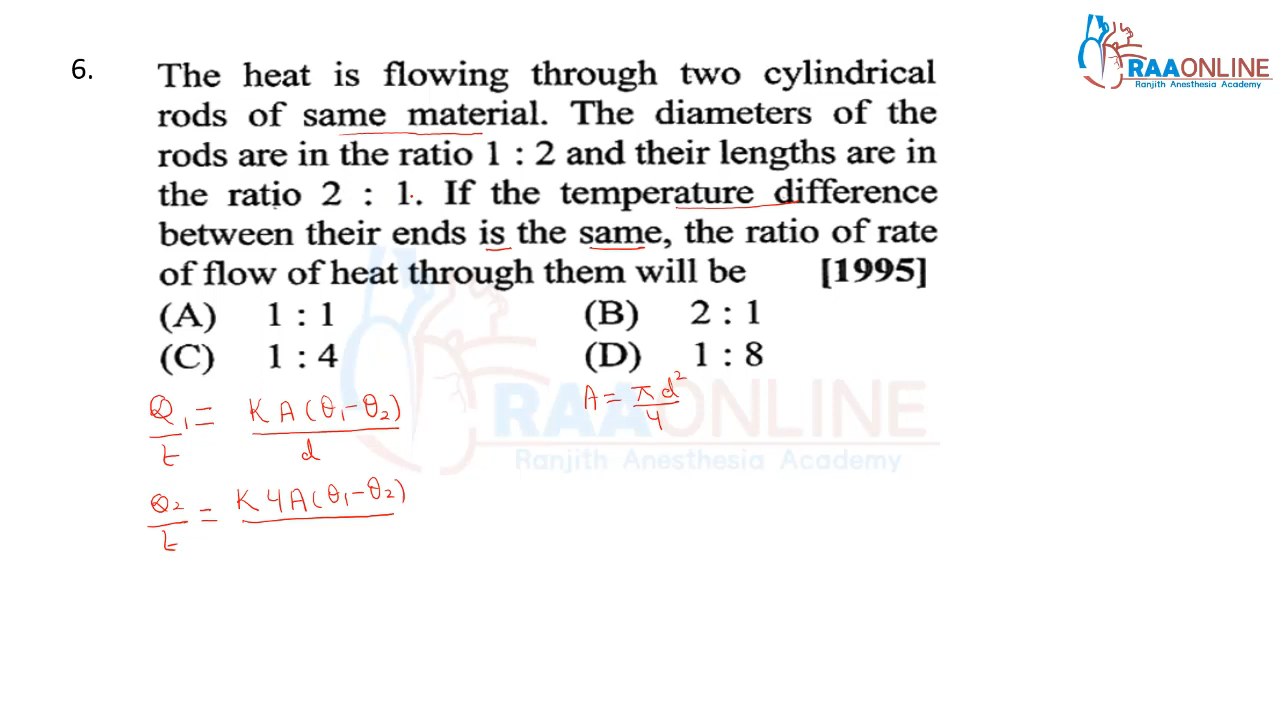 RAAONLINE
Ranjith Anesthesia Academy
6.
The heat is flowing through two cylindrical
rods of same material. The diameters of the
rods are in the ratio 1 : 2 and their lengths are in
the ratio 2 : 1. If the temperature difference
between their ends is the same, the ratio of rate
of flow of heat through them will be [1995]
(A) 1 : 1 (B) 2 : 1
(C) 1 : 4 (D) 1 : 8
Q₁/t = KA(θ₁-θ₂)/d A = πd²/4
Q₂/t = K4A(θ₁-θ₂)
RAAONLINE
Ranjith Anesthesia Academy